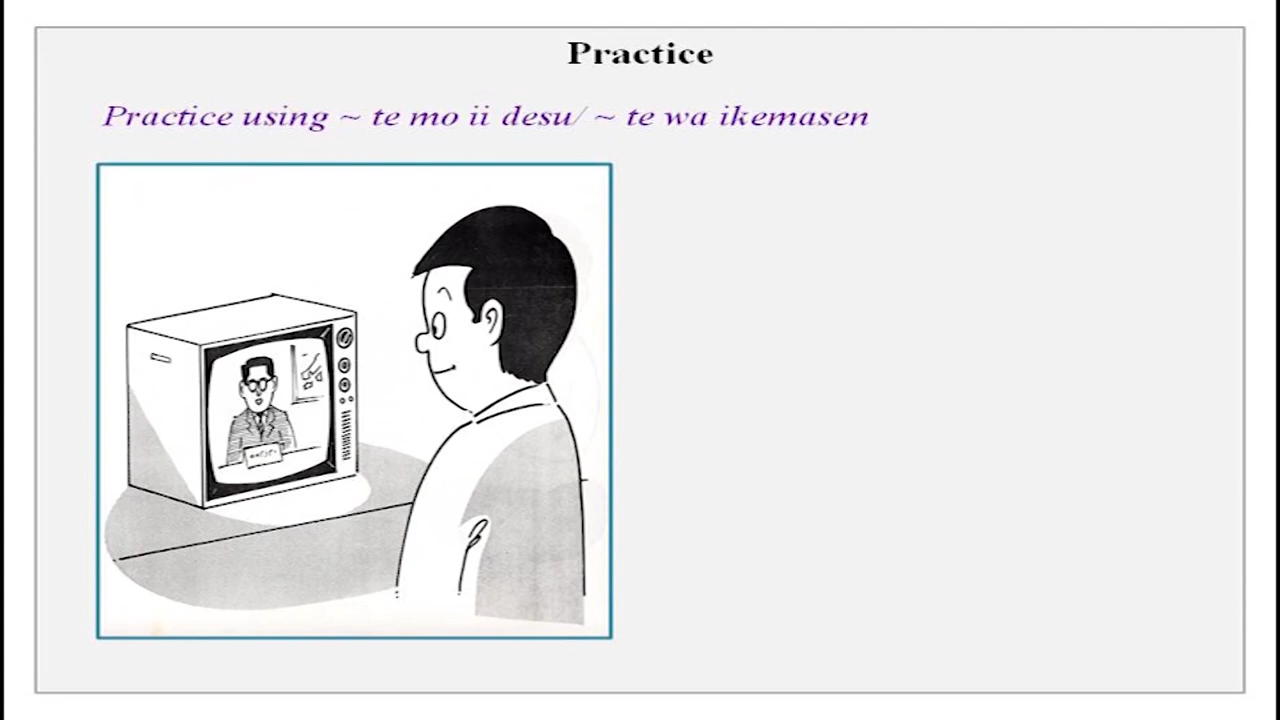 Practice
Practice using ~ te mo ii desu/ ~ te wa ikemasen